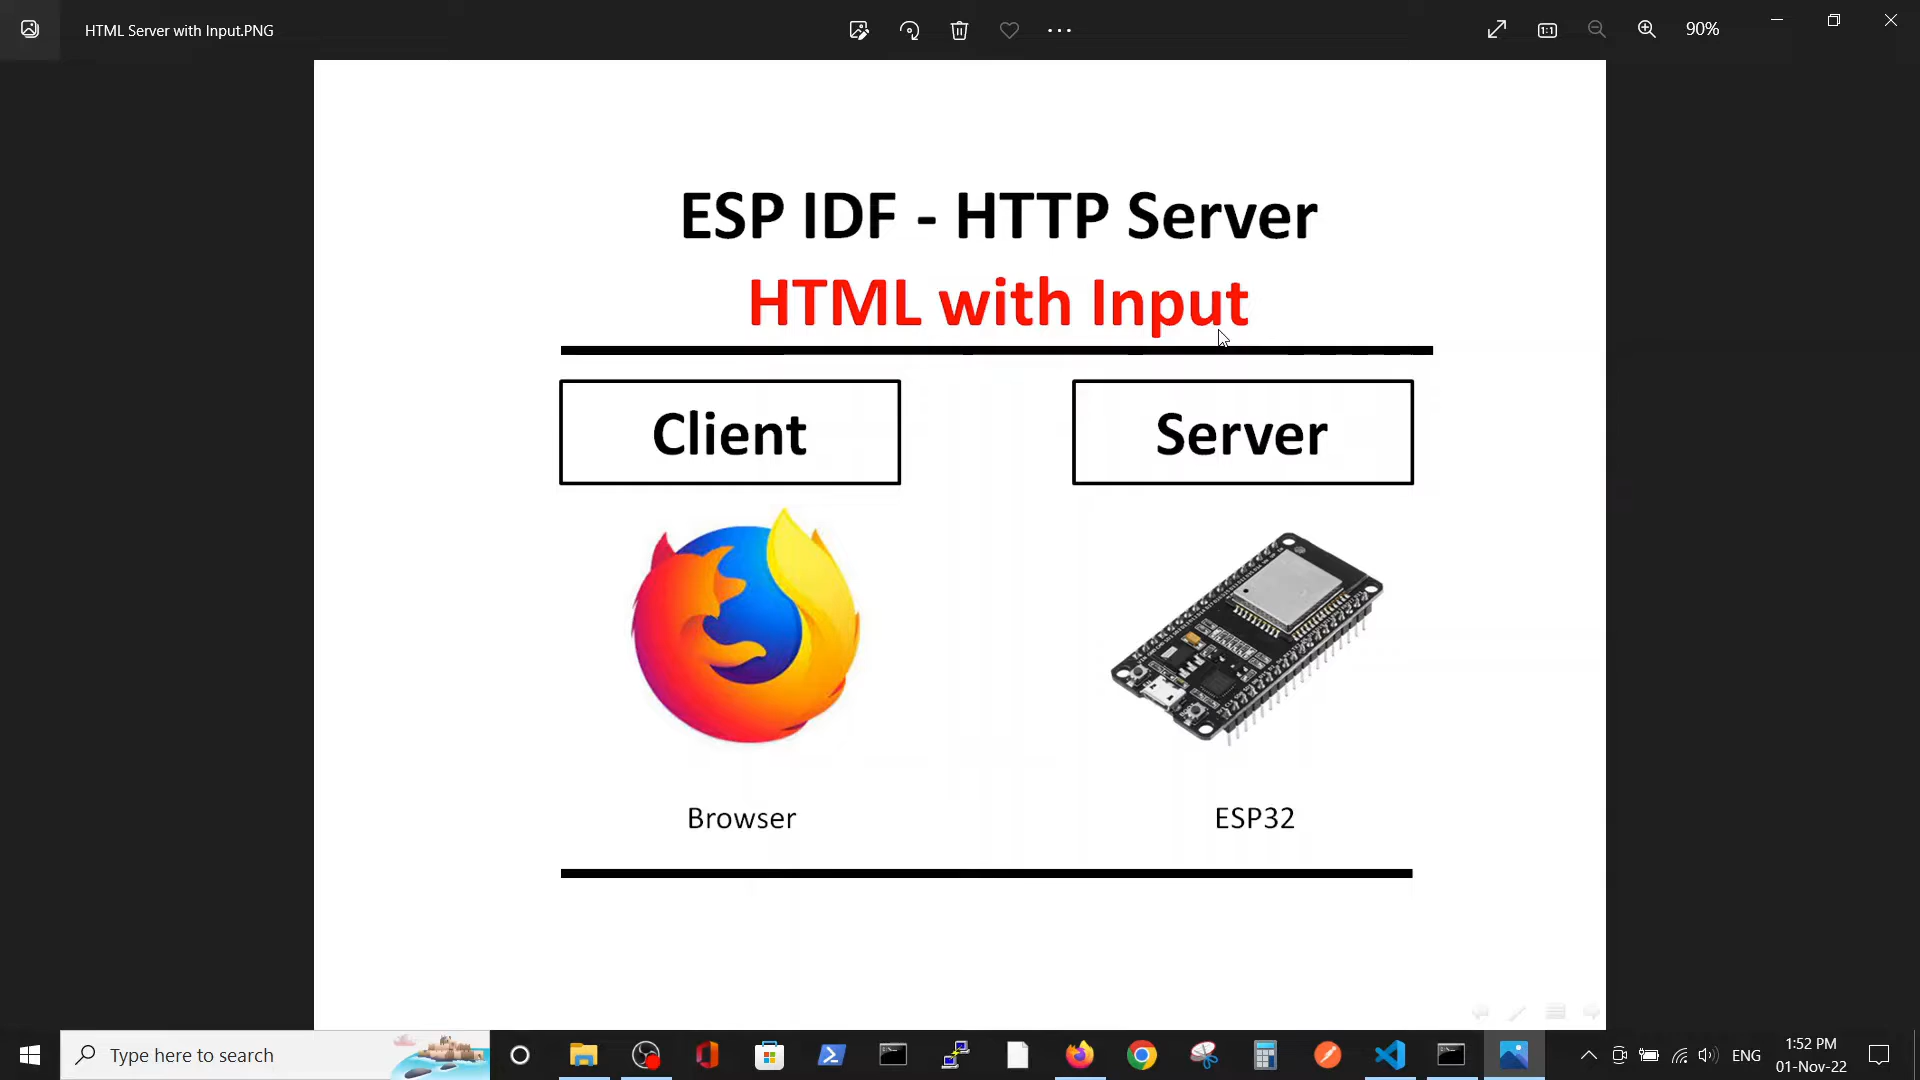 HTML Server with Input.PNG
90%
ESP IDF - HTTP Server
HTML with Input
Client
Server
Browser
ESP32
Type here to search
ENG
1:52 PM
01-Nov-22